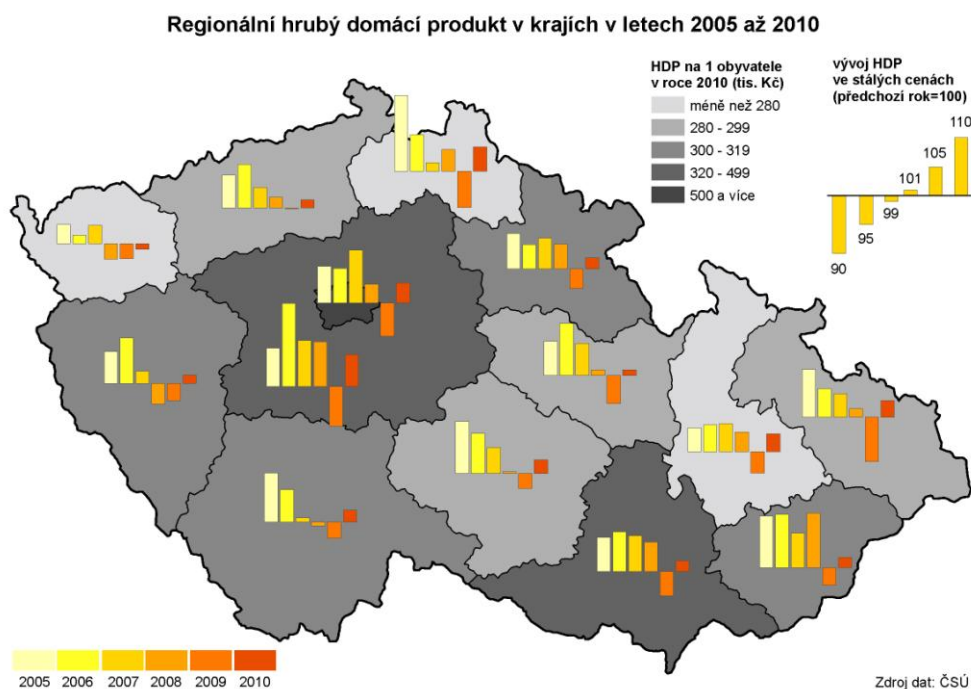 Regionální hrubý domácí produkt v krajích v letech 2005 až 2010
HDP na 1 obyvatele
v roce 2010 (tis. Kč)
méně než 280
280 - 299
300 - 319
320 - 499
500 a více
vývoj HDP
ve stálých cenách
(předchozí rok=100)
110
105
101
99
95
90
2005
2006
2007
2008
2009
2010
Zdroj dat: ČSÚ